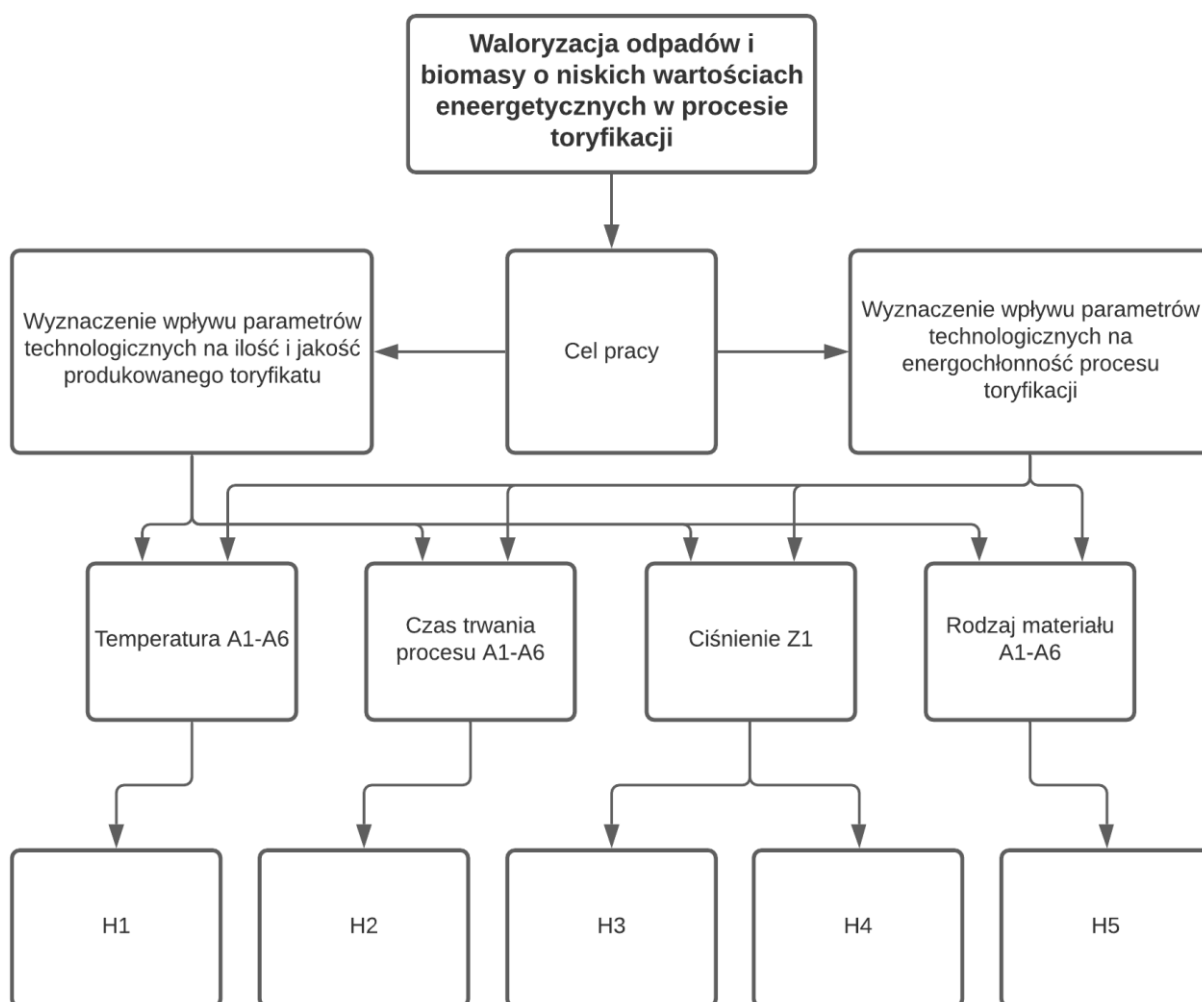 Waloryzacja odpadów i
biomasy o niskich wartościach
eneergetycznych w procesie
toryfikacji
Wyznaczenie wpływu parametrów
technologicznych na ilość i jakość
produkowanego toryfikatu
Cel pracy
Wyznaczenie wpływu parametrów
technologicznych na
energochłonność procesu
toryfikacji
Temperatura A1-A6
Czas trwania
procesu A1-A6
Ciśnienie Z1
Rodzaj materiału
A1-A6
H1
H2
H3
H4
H5